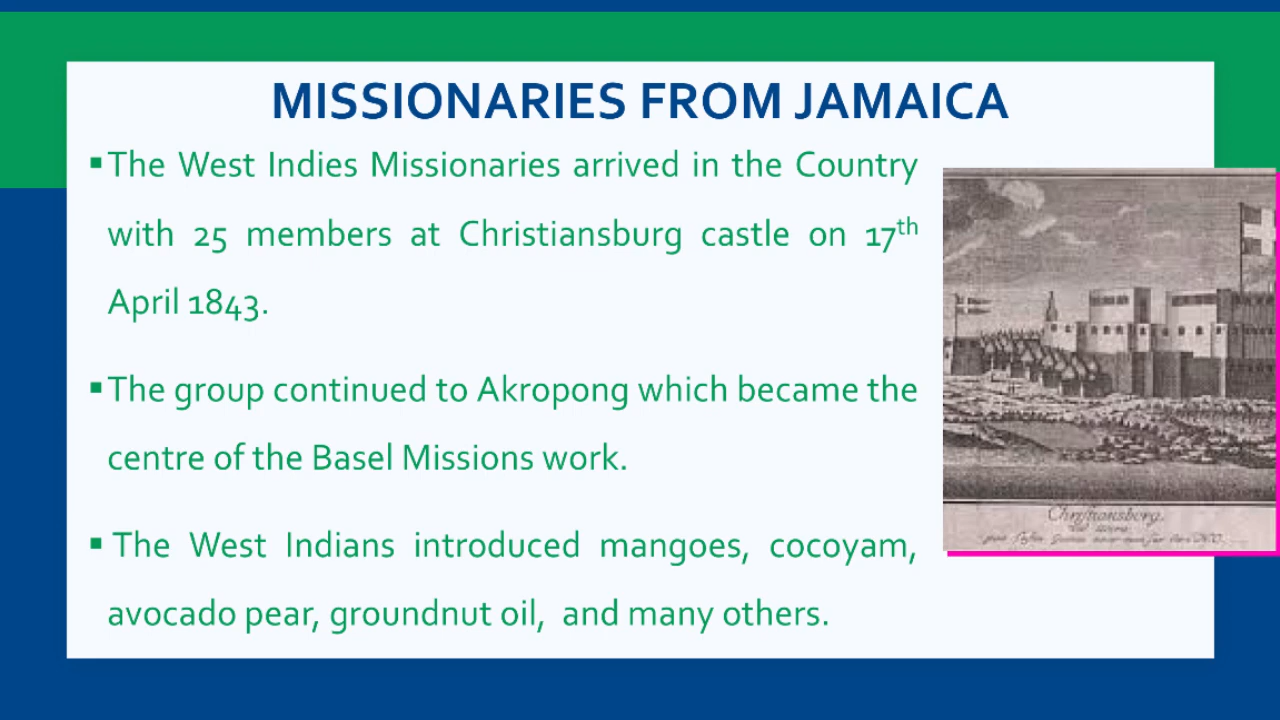 MISSIONARIES FROM JAMAICA
▪The West Indies Missionaries arrived in the Country
with 25 members at Christiansburg castle on 17th
April 1843.
▪The group continued to Akropong which became the
centre of the Basel Missions work.
▪ The West Indians introduced mangoes, cocoyam,
avocado pear, groundnut oil, and many others.
Christiansborg.